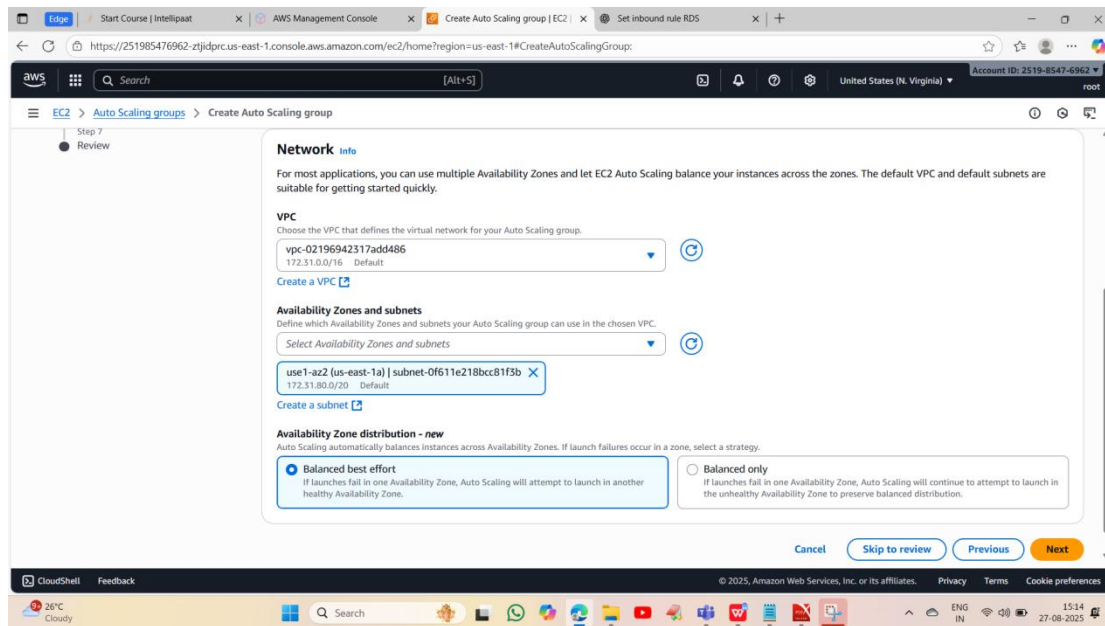 Edge
Start Course | Intellipaat
AWS Management Console
Create Auto Scaling group | EC2 |
Set inbound rule RDS
https://251985476962-ztjidprc.us-east-1.console.aws.amazon.com/ec2/home?region=us-east-1#CreateAutoScalingGroup:
aws
Search
[Alt+S]
United States (N. Virginia)
Account ID: 2519-8547-6962
root
EC2 > Auto Scaling groups > Create Auto Scaling group
Step 7
Review
Network Info
For most applications, you can use multiple Availability Zones and let EC2 Auto Scaling balance your instances across the zones. The default VPC and default subnets are
suitable for getting started quickly.
VPC
Choose the VPC that defines the virtual network for your Auto Scaling group.
vpc-02196942317add486
172.31.0.0/16 Default
Create a VPC
Availability Zones and subnets
Define which Availability Zones and subnets your Auto Scaling group can use in the chosen VPC.
Select Availability Zones and subnets
use1-az2 (us-east-1a) | subnet-0f611e218bcc81f3b
172.31.80.0/20 Default
Create a subnet
Availability Zone distribution - new
Auto Scaling automatically balances instances across Availability Zones. If launch failures occur in a zone, select a strategy.
Balanced best effort
If launches fail in one Availability Zone, Auto Scaling will attempt to launch in another
healthy Availability Zone.
Balanced only
If launches fail in one Availability Zone, Auto Scaling will continue to attempt to launch in
the unhealthy Availability Zone to preserve balanced distribution.
Cancel
Skip to review
Previous
Next
CloudShell
Feedback
© 2025, Amazon Web Services, Inc. or its affiliates.
Privacy
Terms
Cookie preferences
26°C
Cloudy
Search
ENG
IN
15:14
27-08-2025